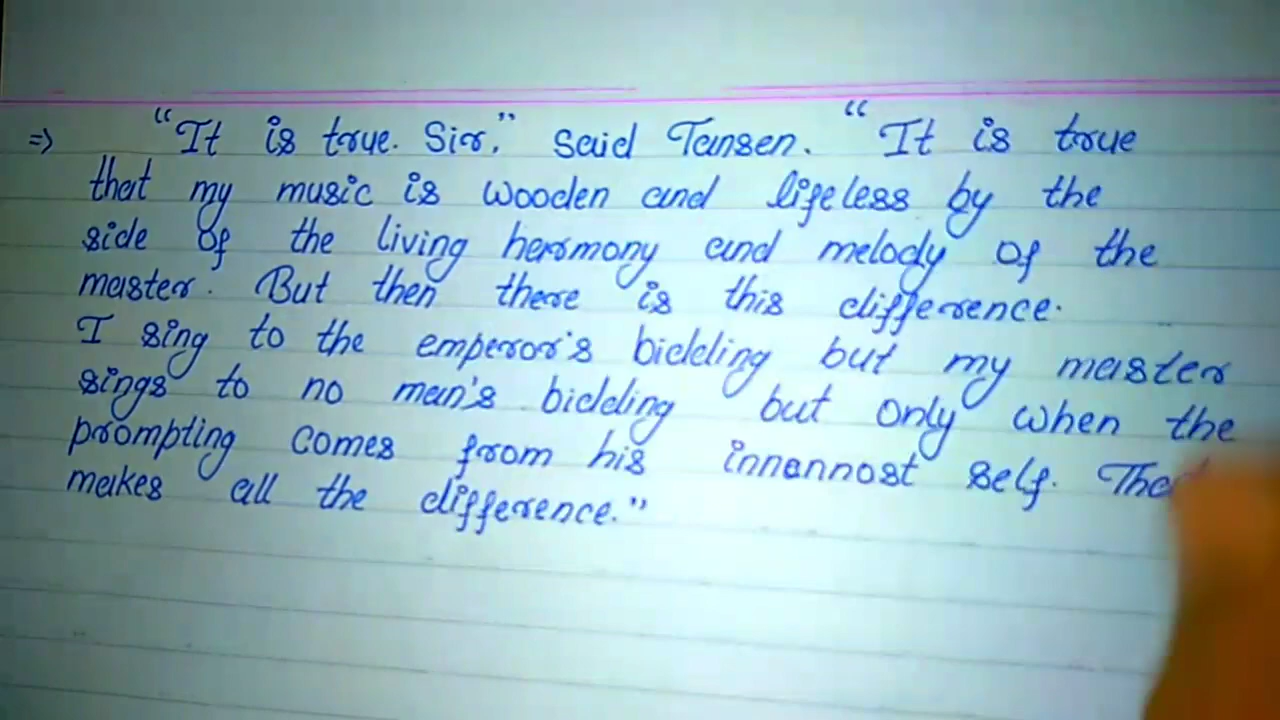 ⇒ "It is true. Sir." said Tansen. "It is true
that my music is wooden and lifeless by the
side of the living hermony and melody of the
master. But then there is this difference.
I sing to the emperor's bidding but my master
sings to no man's bidding but only when the
prompting comes from his innennost self.
makes all the difference."